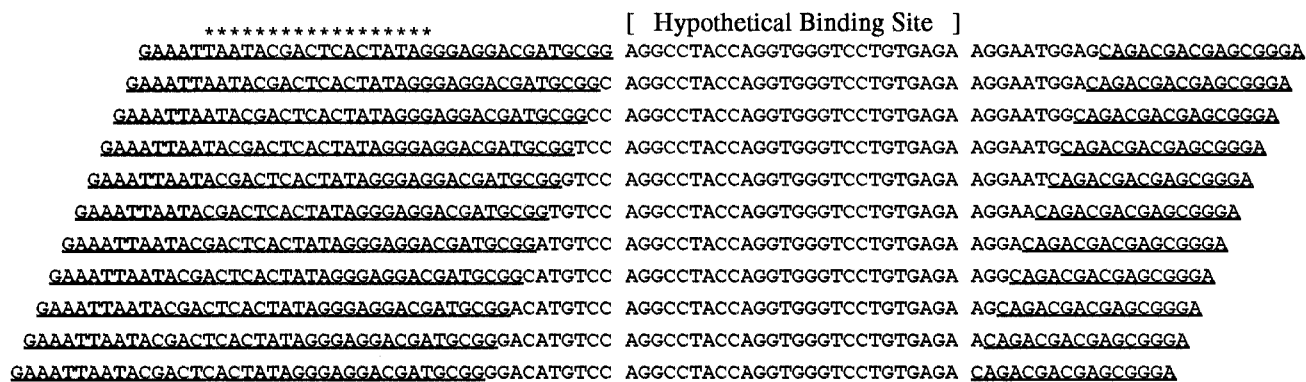 [ Hypothetical Binding Site ]
******************
GAAATTAATACGACTCACTATAGGGAGGACGATGCGG AGGCCTACCAGGTGGGTCCTGTGAGA AGGAATGGAGCAGACGACGAGCGGGA
GAAATTAATACGACTCACTATAGGGAGGACGATGCGGC AGGCCTACCAGGTGGGTCCTGTGAGA AGGAATGGACAGACGACGAGCGGGA
GAAATTAATACGACTCACTATAGGGAGGACGATGCGGCC AGGCCTACCAGGTGGGTCCTGTGAGA AGGAATGGCAGACGACGAGCGGGA
GAAATTAATACGACTCACTATAGGGAGGACGATGCGGTCC AGGCCTACCAGGTGGGTCCTGTGAGA AGGAATGCAGACGACGAGCGGGA
GAAATTAATACGACTCACTATAGGGAGGACGATGCGGGTCC AGGCCTACCAGGTGGGTCCTGTGAGA AGGAATCAGACGACGAGCGGGA
GAAATTAATACGACTCACTATAGGGAGGACGATGCGGTGTCC AGGCCTACCAGGTGGGTCCTGTGAGA AGGAACAGACGACGAGCGGGA
GAAATTAATACGACTCACTATAGGGAGGACGATGCGGATGTCC AGGCCTACCAGGTGGGTCCTGTGAGA AGGACAGACGACGAGCGGGA
GAAATTAATACGACTCACTATAGGGAGGACGATGCGGCATGTCC AGGCCTACCAGGTGGGTCCTGTGAGA AGGCAGACGACGAGCGGGA
GAAATTAATACGACTCACTATAGGGAGGACGATGCGGACATGTCC AGGCCTACCAGGTGGGTCCTGTGAGA AGCAGACGACGAGCGGGA
GAAATTAATACGACTCACTATAGGGAGGACGATGCGGGACATGTCC AGGCCTACCAGGTGGGTCCTGTGAGA ACAGACGACGAGCGGGA
GAAATTAATACGACTCACTATAGGGAGGACGATGCGGGGACATGTCC AGGCCTACCAGGTGGGTCCTGTGAGA CAGACGACGAGCGGGA